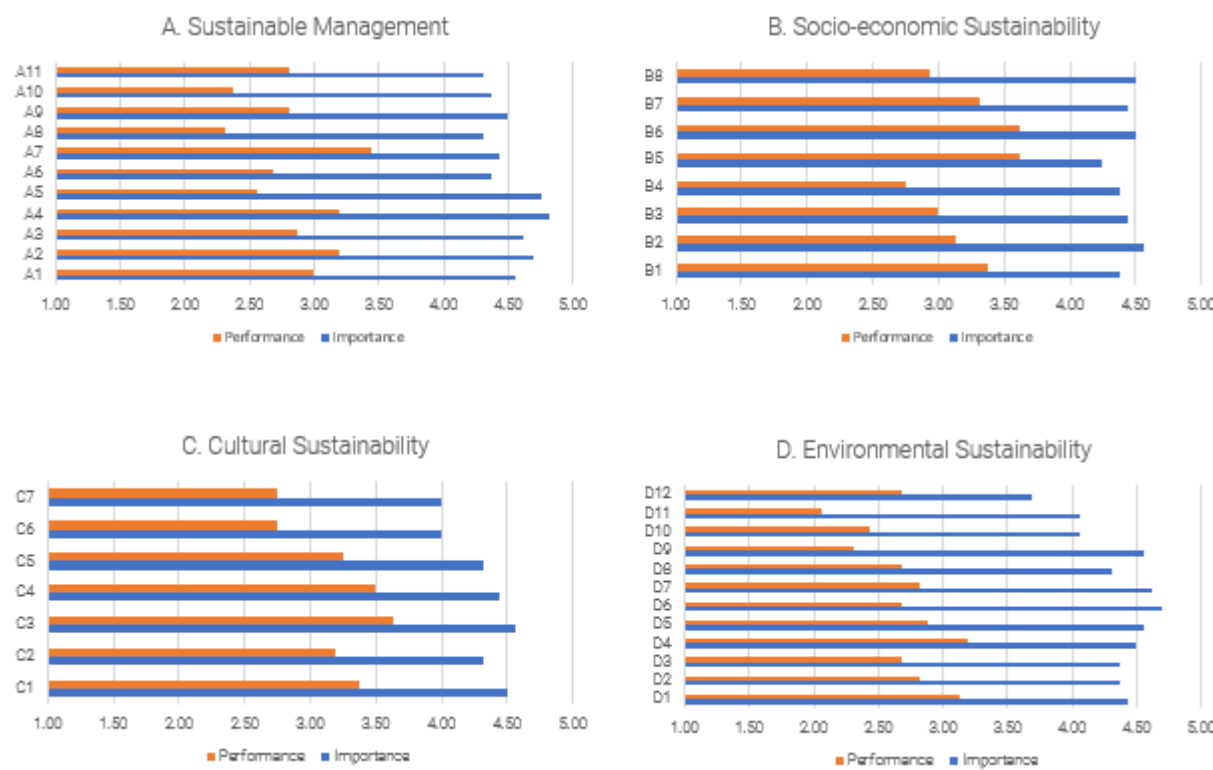 A. Sustainable Management
A11
A10
A9
A8
A7
A6
A5
A4
A3
A2
A1
1.00 1.50 2.00 2.50 3.00 3.50 4.00 4.50 5.00
Performance Importance
B. Socio-economic Sustainability
B8
B7
B6
B5
B4
B3
B2
B1
1.00 1.50 2.00 2.50 3.00 3.50 4.00 4.50 5.00
Performance Importance
C. Cultural Sustainability
C7
C6
C5
C4
C3
C2
C1
1.00 1.50 2.00 2.50 3.00 3.50 4.00 4.50 5.00
Performance Importance
D. Environmental Sustainability
D12
D11
D10
D9
D8
D7
D6
D5
D4
D3
D2
D1
1.00 2.00 2.50 3.00 3.50 4.00 4.50 5.00
Performance Importance